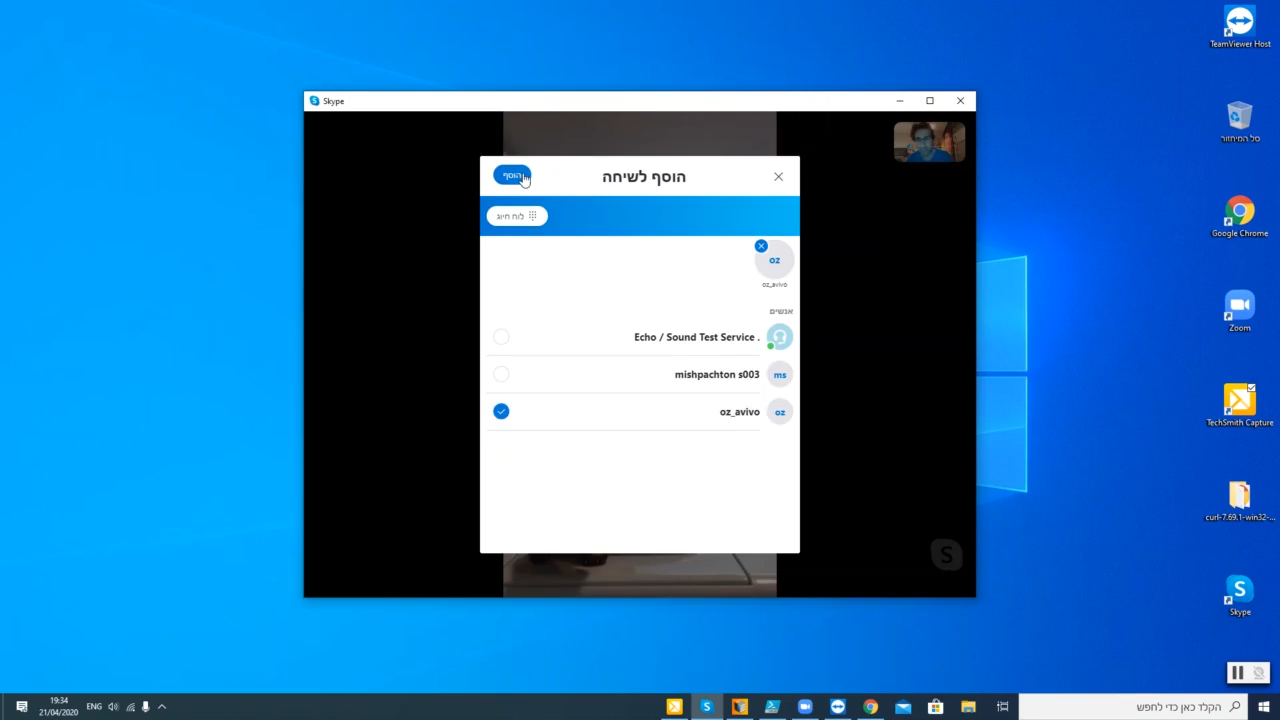 TeamViewer Host
Skype
סל המיחזור
הוסף לשיחה
הוסף
לוח חיוג
Google Chrome
oz
oz_avivo
אנשים
Echo / Sound Test Service .
Zoom
ms
mishpachton s003
oz
oz_avivo
TechSmith Capture
curl-7.69.1-win32-...
S
Skype
19:34
21/04/2020
ENG
הקלד כאן כדי לחפש